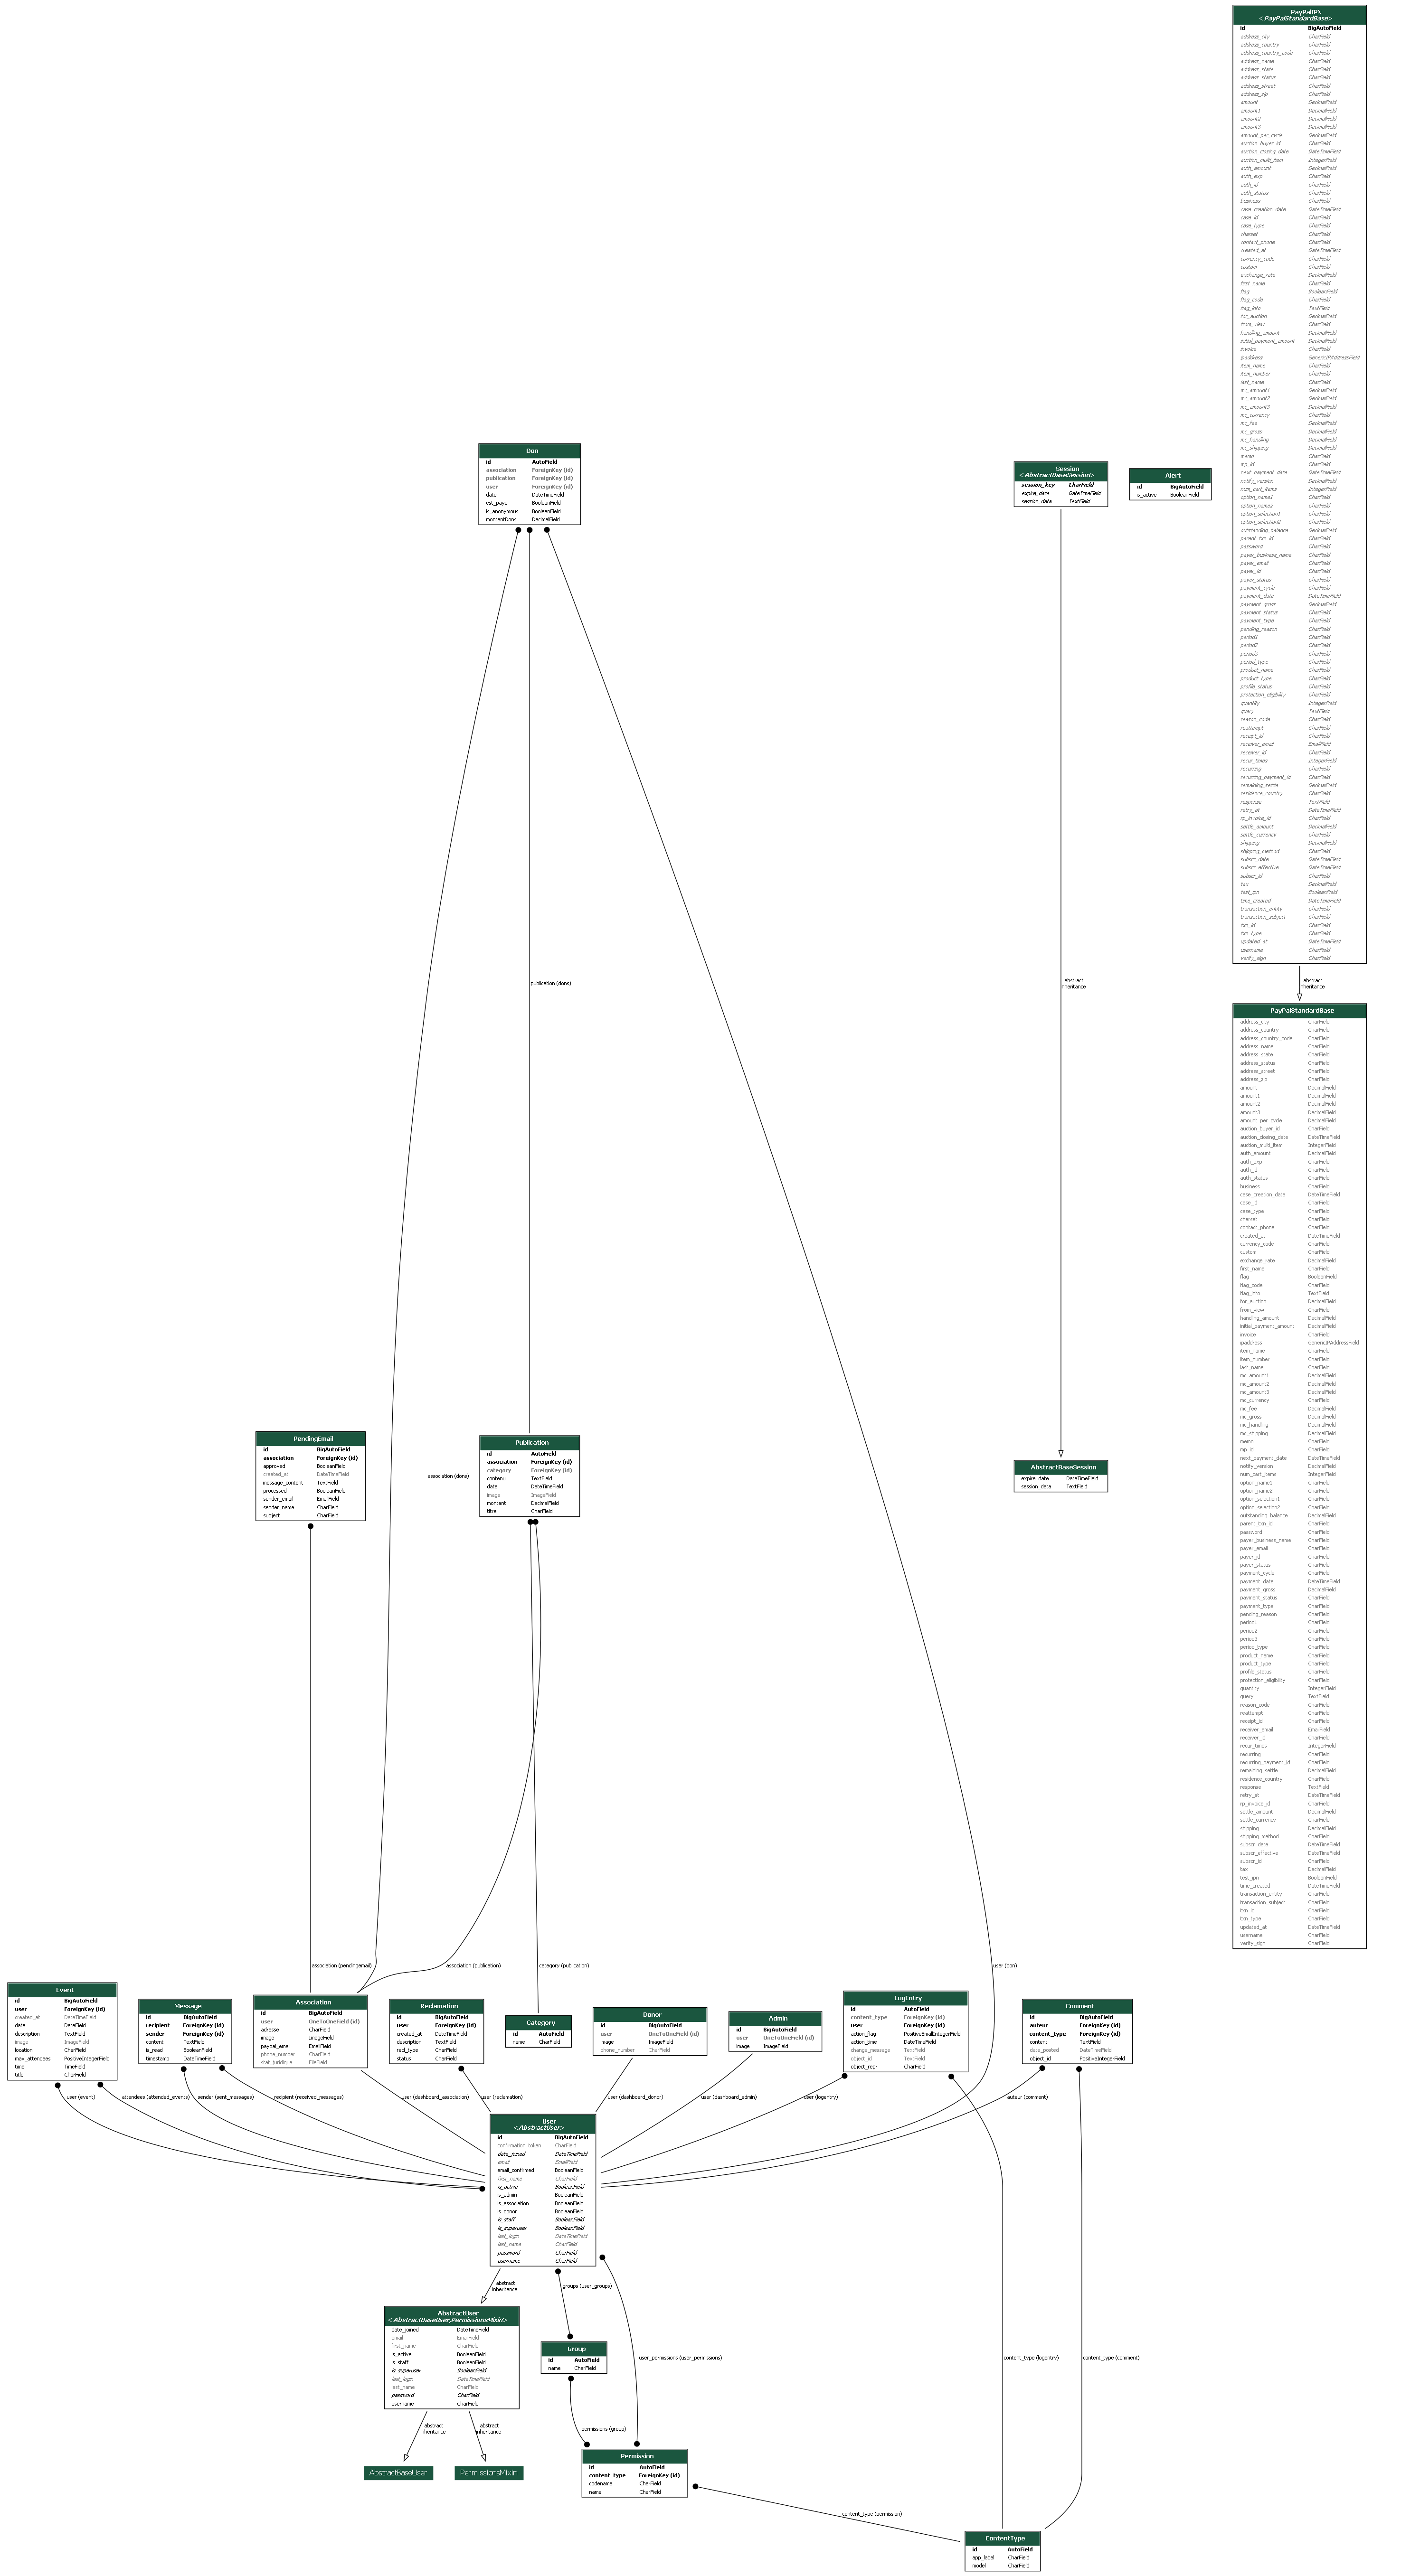 PayPalIPN
<PayPalStandardBase>
id BigAutoField
address_city CharField
address_country CharField
address_country_code CharField
address_name CharField
address_state CharField
address_status CharField
address_street CharField
address_zip CharField
amount DecimalField
amount1 DecimalField
amount2 DecimalField
amount3 DecimalField
amount_per_cycle DecimalField
auction_buyer_id CharField
auction_closing_date DateTimeField
auction_multi_item IntegerField
auth_amount DecimalField
auth_exp CharField
auth_id CharField
auth_status CharField
business CharField
case_creation_date DateTimeField
case_id CharField
case_type CharField
charset CharField
contact_phone CharField
created_at DateTimeField
currency_code CharField
custom CharField
exchange_rate DecimalField
first_name CharField
flag BooleanField
flag_code CharField
flag_info TextField
for_auction DecimalField
from_view CharField
handling_amount DecimalField
initial_payment_amount DecimalField
invoice CharField
ipaddress GenericIPAddressField
item_name CharField
item_number CharField
last_name CharField
mc_amount1 DecimalField
mc_amount2 DecimalField
mc_amount3 DecimalField
mc_currency CharField
mc_fee DecimalField
mc_gross DecimalField
mc_handling DecimalField
mc_shipping DecimalField
memo CharField
mp_id CharField
next_payment_date DateTimeField
notify_version DecimalField
num_cart_items IntegerField
option_name1 CharField
option_name2 CharField
option_selection1 CharField
option_selection2 CharField
outstanding_balance DecimalField
parent_txn_id CharField
password CharField
payer_business_name CharField
payer_email CharField
payer_id CharField
payer_status CharField
payment_cycle CharField
payment_date DateTimeField
payment_gross DecimalField
payment_status CharField
payment_type CharField
pending_reason CharField
period1 CharField
period2 CharField
period3 CharField
period_type CharField
product_name CharField
product_type CharField
profile_status CharField
protection_eligibility CharField
quantity IntegerField
query TextField
reason_code CharField
reattempt CharField
receipt_id CharField
receiver_email EmailField
receiver_id CharField
recur_times IntegerField
recurring CharField
recurring_payment_id CharField
remaining_settle DecimalField
residence_country CharField
response TextField
retry_at DateTimeField
rp_invoice_id CharField
settle_amount DecimalField
settle_currency CharField
shipping DecimalField
shipping_method CharField
subscr_date DateTimeField
subscr_effective DateTimeField
subscr_id CharField
tax DecimalField
test_ipn BooleanField
time_created DateTimeField
transaction_entity CharField
transaction_subject CharField
txn_id CharField
txn_type CharField
updated_at DateTimeField
username CharField
verify_sign CharField
Don
id AutoField
association ForeignKey (id)
publication ForeignKey (id)
user ForeignKey (id)
date DateTimeField
est_paye BooleanField
is_anonymous BooleanField
montantDons DecimalField
Session
<AbstractBaseSession>
session_key CharField
expire_date DateTimeField
session_data TextField
Alert
id BigAutoField
is_active BooleanField
publication (dons)
abstract
inheritance
abstract
inheritance
PayPalStandardBase
address_city CharField
address_country CharField
address_country_code CharField
address_name CharField
address_state CharField
address_status CharField
address_street CharField
address_zip CharField
amount DecimalField
amount1 DecimalField
amount2 DecimalField
amount3 DecimalField
amount_per_cycle DecimalField
auction_buyer_id CharField
auction_closing_date DateTimeField
auction_multi_item IntegerField
auth_amount DecimalField
auth_exp CharField
auth_id CharField
auth_status CharField
business CharField
case_creation_date DateTimeField
case_id CharField
case_type CharField
charset CharField
contact_phone CharField
created_at DateTimeField
currency_code CharField
custom CharField
exchange_rate DecimalField
first_name CharField
flag BooleanField
flag_code CharField
flag_info TextField
for_auction DecimalField
from_view CharField
handling_amount DecimalField
initial_payment_amount DecimalField
invoice CharField
ipaddress GenericIPAddressField
item_name CharField
item_number CharField
last_name CharField
mc_amount1 DecimalField
mc_amount2 DecimalField
mc_amount3 DecimalField
mc_currency CharField
mc_fee DecimalField
mc_gross DecimalField
mc_handling DecimalField
mc_shipping DecimalField
memo CharField
mp_id CharField
next_payment_date DateTimeField
notify_version DecimalField
num_cart_items IntegerField
option_name1 CharField
option_name2 CharField
option_selection1 CharField
option_selection2 CharField
outstanding_balance DecimalField
parent_txn_id CharField
password CharField
payer_business_name CharField
payer_email CharField
payer_id CharField
payer_status CharField
payment_cycle CharField
payment_date DateTimeField
payment_gross DecimalField
payment_status CharField
payment_type CharField
pending_reason CharField
period1 CharField
period2 CharField
period3 CharField
period_type CharField
product_name CharField
product_type CharField
profile_status CharField
protection_eligibility CharField
quantity IntegerField
query TextField
reason_code CharField
reattempt CharField
receipt_id CharField
receiver_email EmailField
receiver_id CharField
recur_times IntegerField
recurring CharField
recurring_payment_id CharField
remaining_settle DecimalField
residence_country CharField
response TextField
retry_at DateTimeField
rp_invoice_id CharField
settle_amount DecimalField
settle_currency CharField
shipping DecimalField
shipping_method CharField
subscr_date DateTimeField
subscr_effective DateTimeField
subscr_id CharField
tax DecimalField
test_ipn BooleanField
time_created DateTimeField
transaction_entity CharField
transaction_subject CharField
txn_id CharField
txn_type CharField
updated_at DateTimeField
username CharField
verify_sign CharField
PendingEmail
id BigAutoField
association ForeignKey (id)
approved BooleanField
created_at DateTimeField
message_content TextField
processed BooleanField
sender_email EmailField
sender_name CharField
subject CharField
association (dons)
Publication
id AutoField
association ForeignKey (id)
category ForeignKey (id)
contenu TextField
date DateTimeField
image ImageField
montant DecimalField
titre CharField
AbstractBaseSession
expire_date DateTimeField
session_data TextField
association (pendingemail)
association (publication)
category (publication)
user (don)
Event
id BigAutoField
user ForeignKey (id)
created_at DateTimeField
date DateField
description TextField
image ImageField
location CharField
max_attendees PositiveIntegerField
time TimeField
title CharField
Message
id BigAutoField
recipient ForeignKey (id)
sender ForeignKey (id)
content TextField
is_read BooleanField
timestamp DateTimeField
Association
id BigAutoField
user OneToOneField (id)
adresse CharField
image ImageField
paypal_email EmailField
phone_number CharField
stat_juridique FileField
Reclamation
id BigAutoField
user ForeignKey (id)
created_at DateTimeField
description TextField
recl_type CharField
status CharField
Category
id AutoField
name CharField
Donor
id BigAutoField
user OneToOneField (id)
image ImageField
phone_number CharField
Admin
id BigAutoField
user OneToOneField (id)
image ImageField
LogEntry
id AutoField
content_type ForeignKey (id)
user ForeignKey (id)
action_flag PositiveSmallIntegerField
action_time DateTimeField
change_message TextField
object_id TextField
object_repr CharField
Comment
id BigAutoField
auteur ForeignKey (id)
content_type ForeignKey (id)
content TextField
date_posted DateTimeField
object_id PositiveIntegerField
user (event)
attendees (attended_events)
sender (sent_messages)
recipient (received_messages)
user (dashboard_association)
user (reclamation)
user (dashboard_donor)
user (dashboard_admin)
user (logentry)
auteur (comment)
User
<AbstractUser>
id BigAutoField
confirmation_token CharField
date_joined DateTimeField
email EmailField
email_confirmed BooleanField
first_name CharField
is_active BooleanField
is_admin BooleanField
is_association BooleanField
is_donor BooleanField
is_staff BooleanField
is_superuser BooleanField
last_login DateTimeField
last_name CharField
password CharField
username CharField
abstract
inheritance
groups (user_groups)
AbstractUser
<AbstractBaseUser,PermissionsMixin>
date_joined DateTimeField
email EmailField
first_name CharField
is_active BooleanField
is_staff BooleanField
is_superuser BooleanField
last_login DateTimeField
last_name CharField
password CharField
username CharField
Group
id AutoField
name CharField
user_permissions (user_permissions)
content_type (logentry)
content_type (comment)
abstract
inheritance
abstract
inheritance
permissions (group)
AbstractBaseUser
PermissionsMixin
Permission
id AutoField
content_type ForeignKey (id)
codename CharField
name CharField
content_type (permission)
ContentType
id AutoField
app_label CharField
model CharField